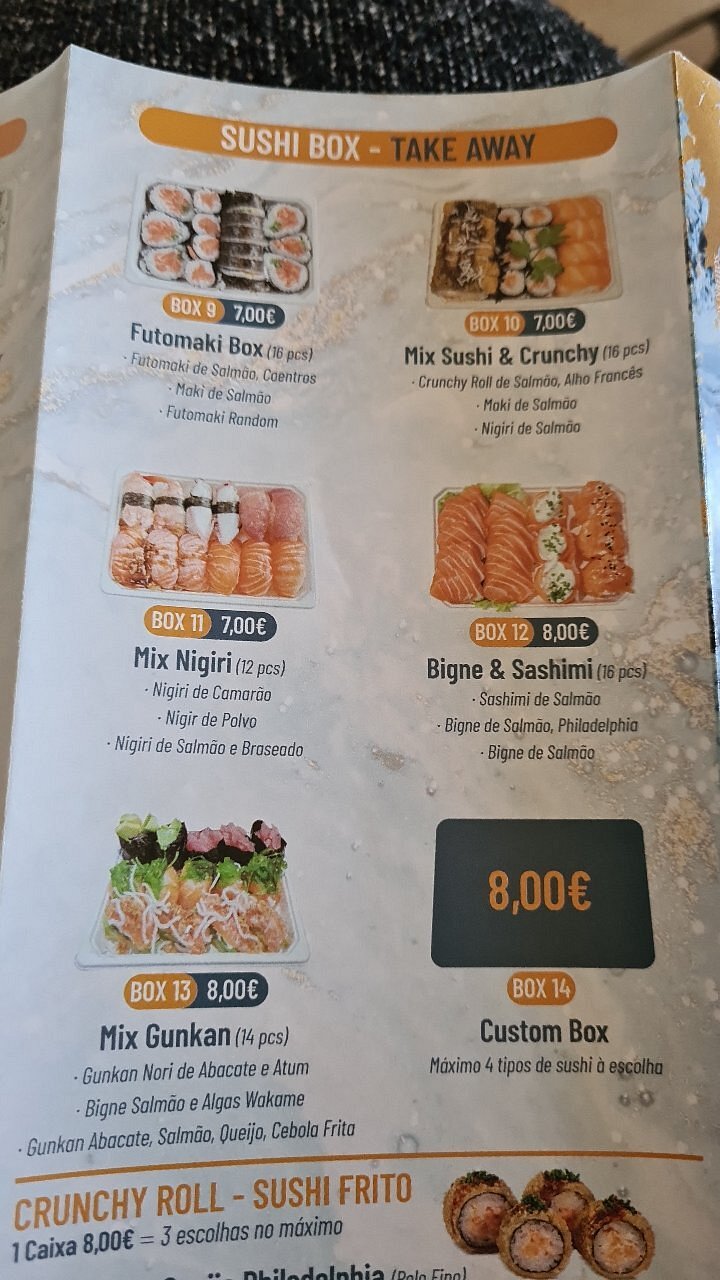 SUSHI BOX - TAKE AWAY
BOX 9 7,00€
Futomaki Box (16 pcs)
· Futomaki de Salmão, Coentros
· Maki de Salmão
· Futomaki Random
BOX 10 7,00€
Mix Sushi & Crunchy (16 pcs)
· Crunchy Roll de Salmão, Alho Francês
· Maki de Salmão
· Nigiri de Salmão
BOX 11 7,00€
Mix Nigiri (12 pcs)
· Nigiri de Camarão
· Nigir de Polvo
· Nigiri de Salmão e Braseado
BOX 12 8,00€
Bigne & Sashimi (16 pcs)
· Sashimi de Salmão
· Bigne de Salmão, Philadelphia
· Bigne de Salmão
BOX 13 8,00€
Mix Gunkan (14 pcs)
· Gunkan Nori de Abacate e Atum
· Bigne Salmão e Algas Wakame
· Gunkan Abacate, Salmão, Queijo, Cebola Frita
8,00€
BOX 14
Custom Box
Máximo 4 tipos de sushi à escolha
CRUNCHY ROLL - SUSHI FRITO
1 Caixa 8,00€ = 3 escolhas no máximo
Philadelphia